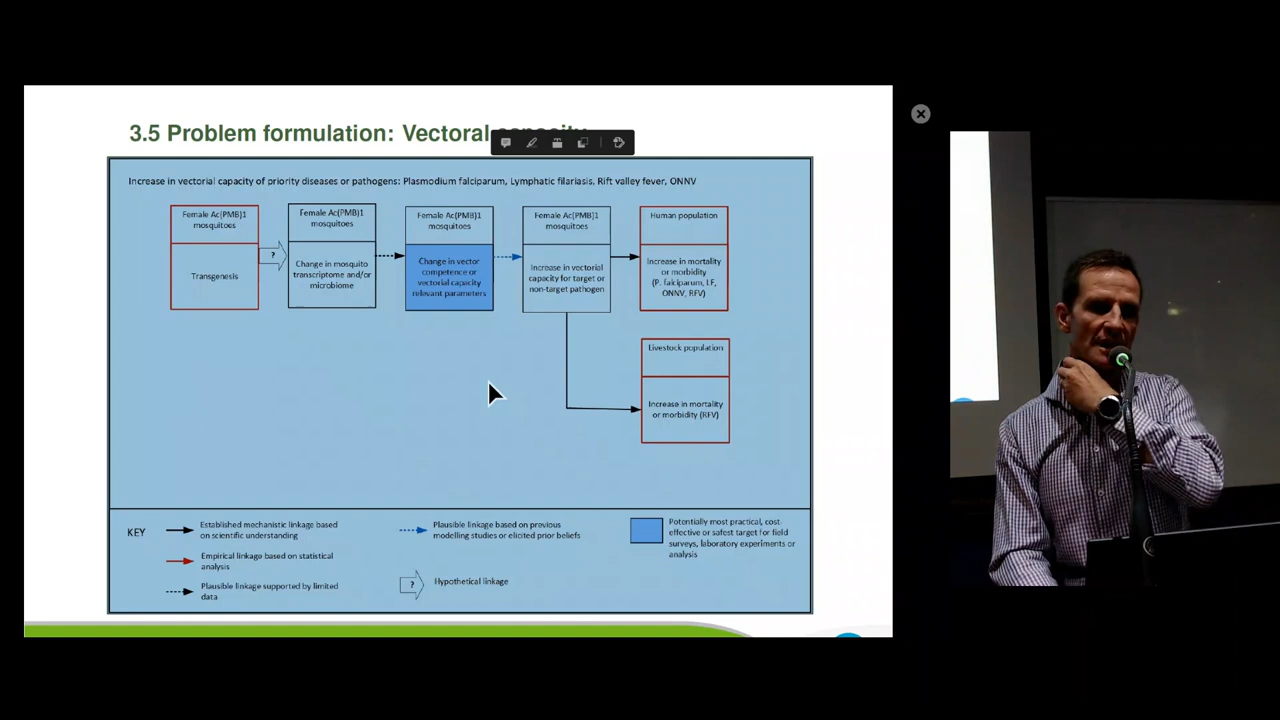 3.5 Problem formulation: Vectoral
Increase in vectorial capacity of priority diseases or pathogens: Plasmodium falciparum, Lymphatic filariasis, Rift valley fever, ONNV
Female Ac(PMB)1
mosquitoes
Transgenesis
?
Female Ac(PMB)1
mosquitoes
Change in mosquito
transcriptome and/or
microbiome
Female Ac(PMB)1
mosquitoes
Change in vector
competence or
vectorial capacity
relevant parameters
Female Ac(PMB)1
mosquitoes
Increase in vectorial
capacity for target or
non-target pathogen
Human population
Increase in mortality
or morbidity
(P. falciparum, LF,
ONNV, RFV)
Livestock population
Increase in mortality
or morbidity (RFV)
KEY
Established mechanistic linkage based
on scientific understanding
Empirical linkage based on statistical
analysis
Plausible linkage supported by limited
data
Plausible linkage based on previous
modelling studies or elicited prior beliefs
?
Hypothetical linkage
Potentially most practical, cost-
effective or safest target for field
surveys, laboratory experiments or
analysis